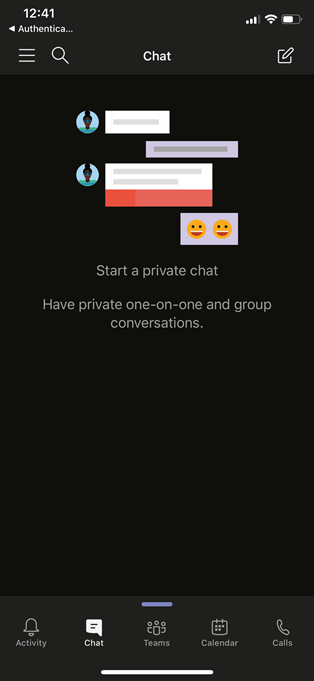 12:41
◀ Authentica...
Chat
Start a private chat
Have private one-on-one and group
conversations.
Activity
Chat
Teams
Calendar
Calls